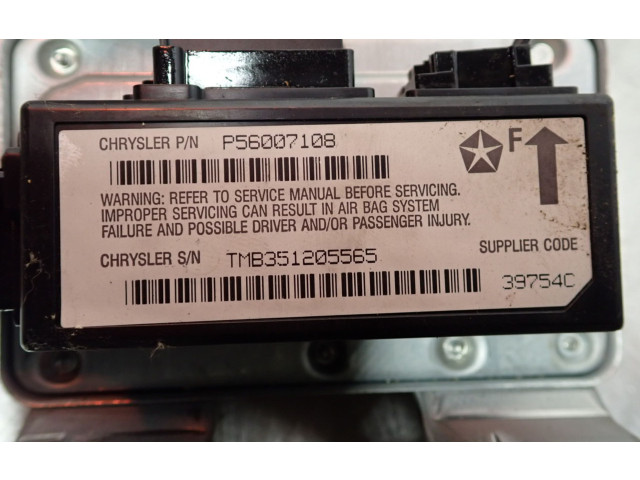 CHRYSLER P/N P56007108
F
WARNING: REFER TO SERVICE MANUAL BEFORE SERVICING.
IMPROPER SERVICING CAN RESULT IN AIR BAG SYSTEM
FAILURE AND POSSIBLE DRIVER AND/OR PASSENGER INJURY.
CHRYSLER S/N TMB351205565 SUPPLIER CODE
39754C